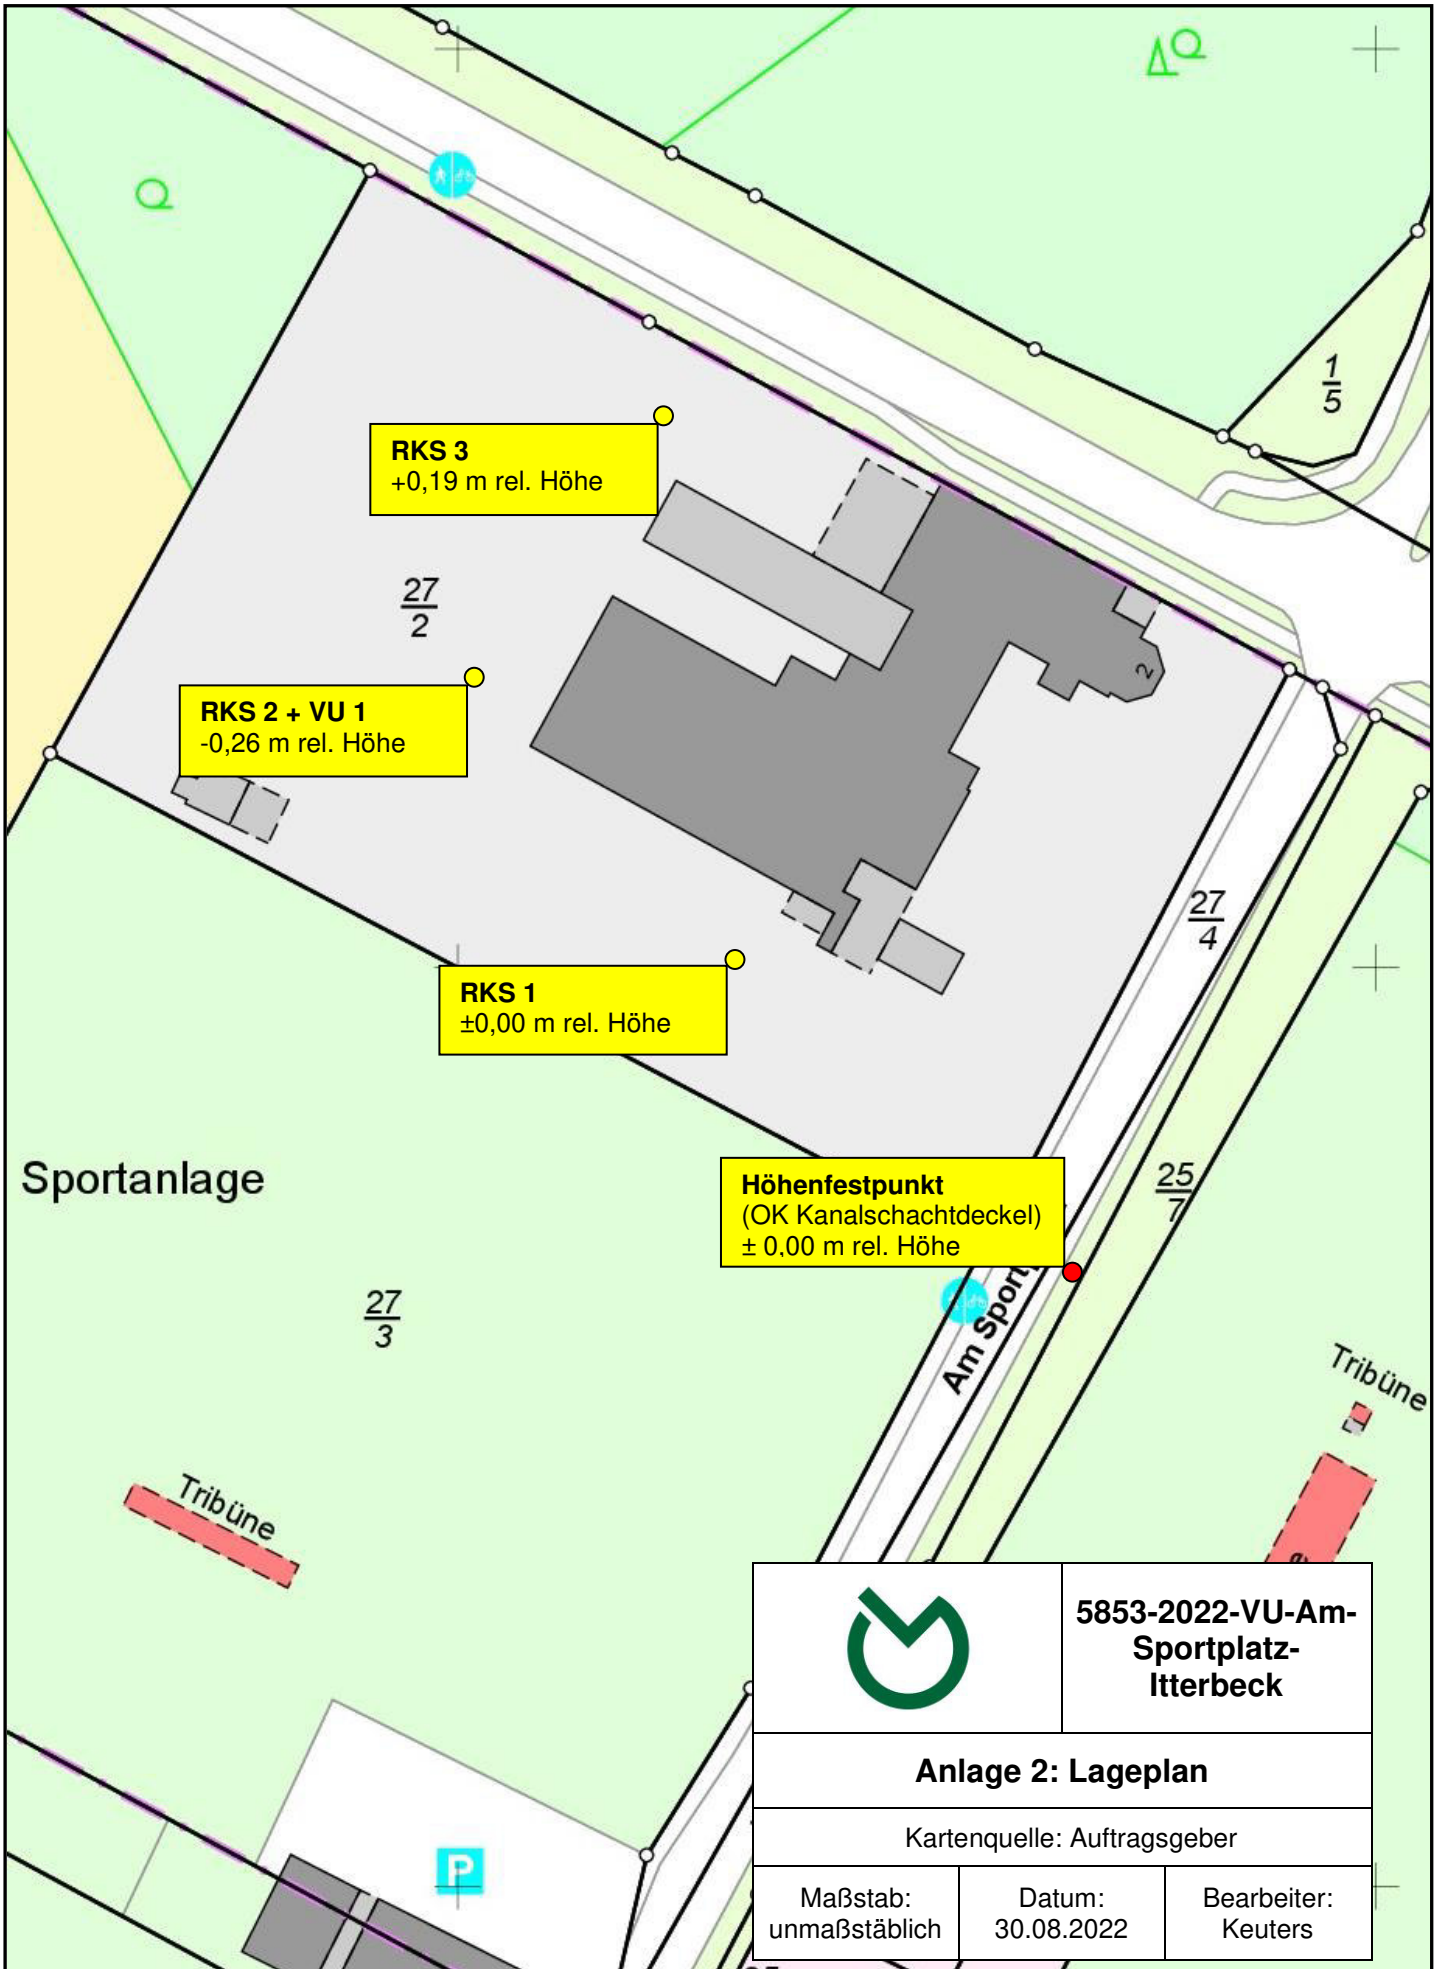 1
5
RKS 3
+0,19 m rel. Höhe
27
2
2
RKS 2 + VU 1
-0,26 m rel. Höhe
27
4
RKS 1
±0,00 m rel. Höhe
Sportanlage
Höhenfestpunkt
(OK Kanalschachtdeckel)
± 0,00 m rel. Höhe
25
7
27
3
Am Sport
Tribüne
Tribüne
5853-2022-VU-Am-
Sportplatz-
Itterbeck
Anlage 2: Lageplan
Kartenquelle: Auftragsgeber
P
Maßstab:
unmaßstäblich
Datum:
30.08.2022
Bearbeiter:
Keuters